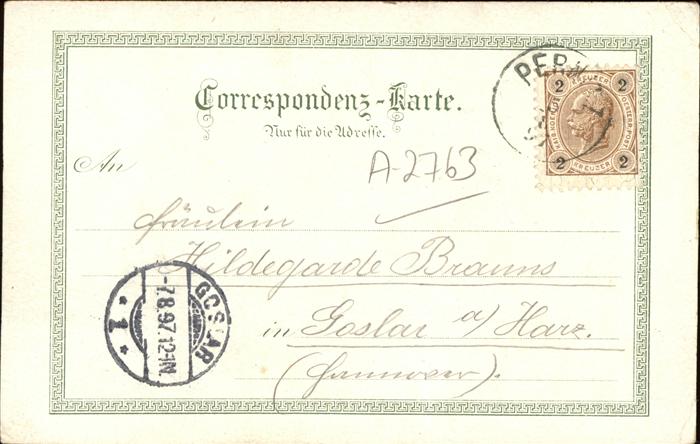 Correspondenz-Karte.
Nur für die Adresse.
An
A-2763
Fräulein
Hildegarde Brauns
in Goslar a/Harz.
(Hannover).
PER
2 KREUZER 2
2 KREUZER 2
GOSLAR
-7.8.97.12-1N.
* 1 *